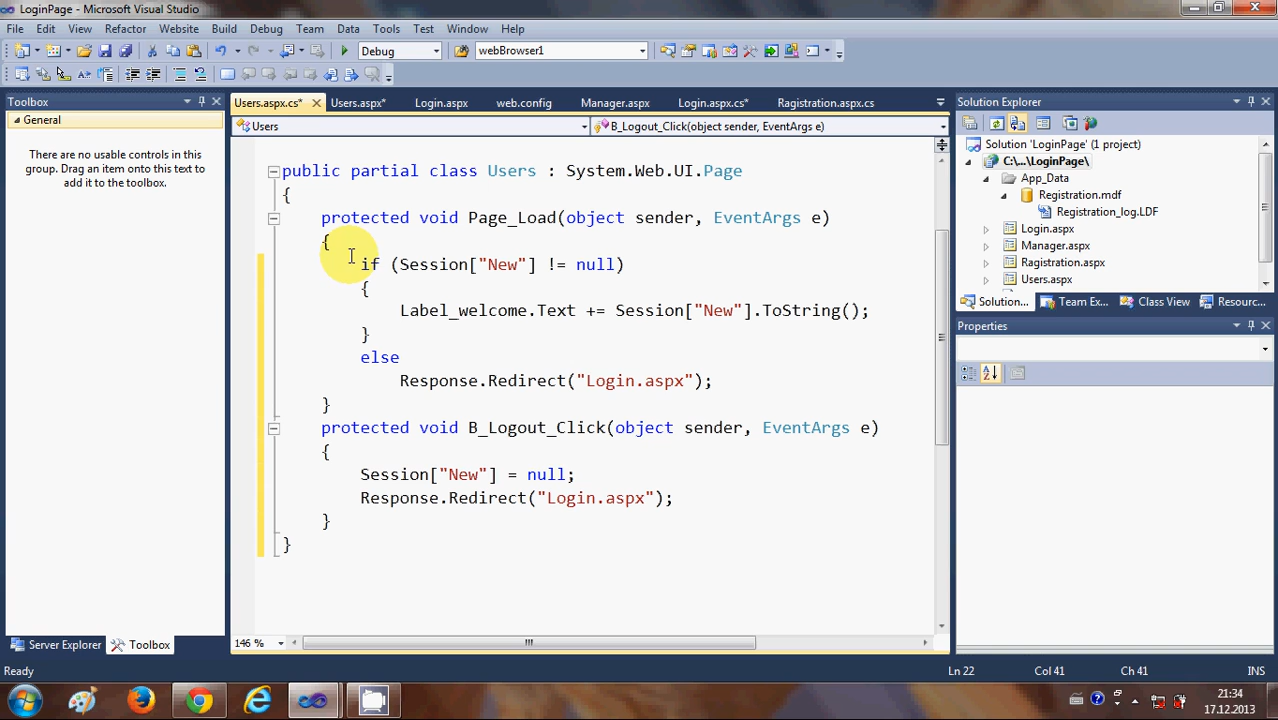 LoginPage - Microsoft Visual Studio
File Edit View Refactor Website Build Debug Team Data Tools Test Window Help
Debug webBrowser1
Toolbox
General
There are no usable controls in this
group. Drag an item onto this text to
add it to the toolbox.
Server Explorer Toolbox
Users.aspx.cs* Users.aspx* Login.aspx web.config Manager.aspx Login.aspx.cs* Ragistration.aspx.cs
Users B_Logout_Click(object sender, EventArgs e)
public partial class Users : System.Web.UI.Page
{
protected void Page_Load(object sender, EventArgs e)
{
if (Session["New"] != null)
{
Label_welcome.Text += Session["New"].ToString();
}
else
Response.Redirect("Login.aspx");
}
protected void B_Logout_Click(object sender, EventArgs e)
{
Session["New"] = null;
Response.Redirect("Login.aspx");
}
}
146 %
Solution Explorer
Solution 'LoginPage' (1 project)
C:\...\LoginPage\
App_Data
Registration.mdf
Registration_log.LDF
Login.aspx
Manager.aspx
Ragistration.aspx
Users.aspx
Solution... Team Ex... Class View Resourc...
Properties
Ready Ln 22 Col 41 Ch 41 INS
21:34
17.12.2013